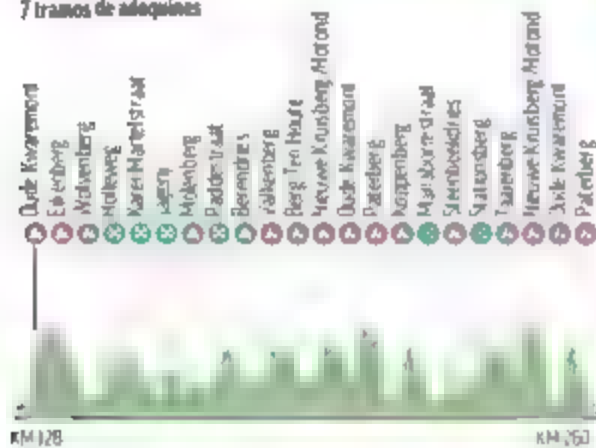 7 tramos de adoquines
Oude Kwaremont
Eikenberg
Wolvenberg
Holleweg
Karel Martelstraat
Jagerij
Molenberg
Paddestraat
Berendries
Valkenberg
Berg Ten Houte
Nieuwe Kruisberg /Hotond
Oude Kwaremont
Paterberg
Koppenberg
Mariaborrestraat
Steenbeekdries
Stationsberg
Taaienberg
Nieuwe Kruisberg /Hotond
Oude Kwaremont
Paterberg
KM 128
KM 260